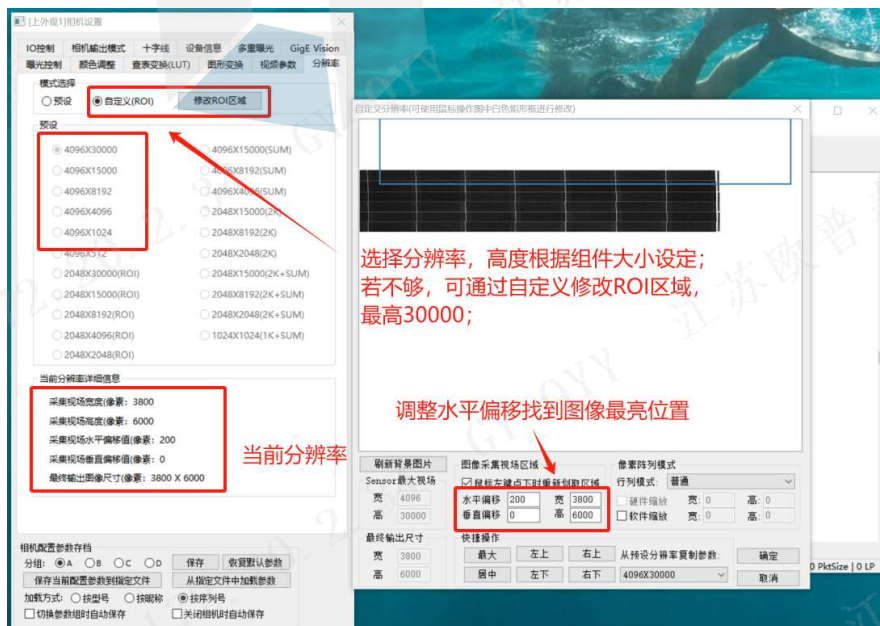 [上外观1]相机设置
IO控制 相机输出模式 十字线 设备信息 多重曝光 GigE Vision
曝光控制 颜色调整 查表变换(LUT) 图形变换 视频参数 分辨率
模式选择
预设 自定义(ROI) 修改ROI区域
预设
4096X30000 4096X15000(SUM)
4096X15000 4096X8192(SUM)
4096X8192 4096X4096(SUM)
4096X4096 2048X15000(2K)
4096X1024 2048X8192(2K)
4096X512 2048X2048(2K)
2048X30000(ROI) 2048X15000(2K+SUM)
2048X15000(ROI) 2048X8192(2K+SUM)
2048X8192(ROI) 2048X2048(2K+SUM)
2048X4096(ROI) 1024X1024(1K+SUM)
2048X2048(ROI)
当前分辨率详细信息
采集视场宽度(像素: 3800
采集视场高度(像素: 6000
采集视场水平偏移值(像素: 200
采集视场垂直偏移值(像素: 0
最终输出图像尺寸(像素: 3800 X 6000
当前分辨率
相机配置参数存档
分组: A B C D 保存 恢复默认参数
保存当前配置参数到指定文件 从指定文件中加载参数
加载方式: 按型号 按昵称 按序列号
切换参数组时自动保存 关闭相机时自动保存
自定义分辨率(可使用鼠标操作图中白色矩形框进行修改)
选择分辨率，高度根据组件大小设定；
若不够，可通过自定义修改ROI区域，
最高30000；
调整水平偏移找到图像最亮位置
刷新背景图片 图像采集视场区域 像素阵列模式
Sensor最大视场 鼠标左键点下时重新划取区域 行列模式: 普通
宽 4096 水平偏移 200 宽 3800 硬件缩放 宽: 0 高: 0
高 30000 垂直偏移 0 高 6000 软件缩放 宽: 0 高: 0
最终输出尺寸 快捷操作
宽 3800 最大 左上 右上 从预设分辨率复制参数: 确定
高 6000 居中 左下 右下 4096X30000 取消
0 PktSize | 0 LP